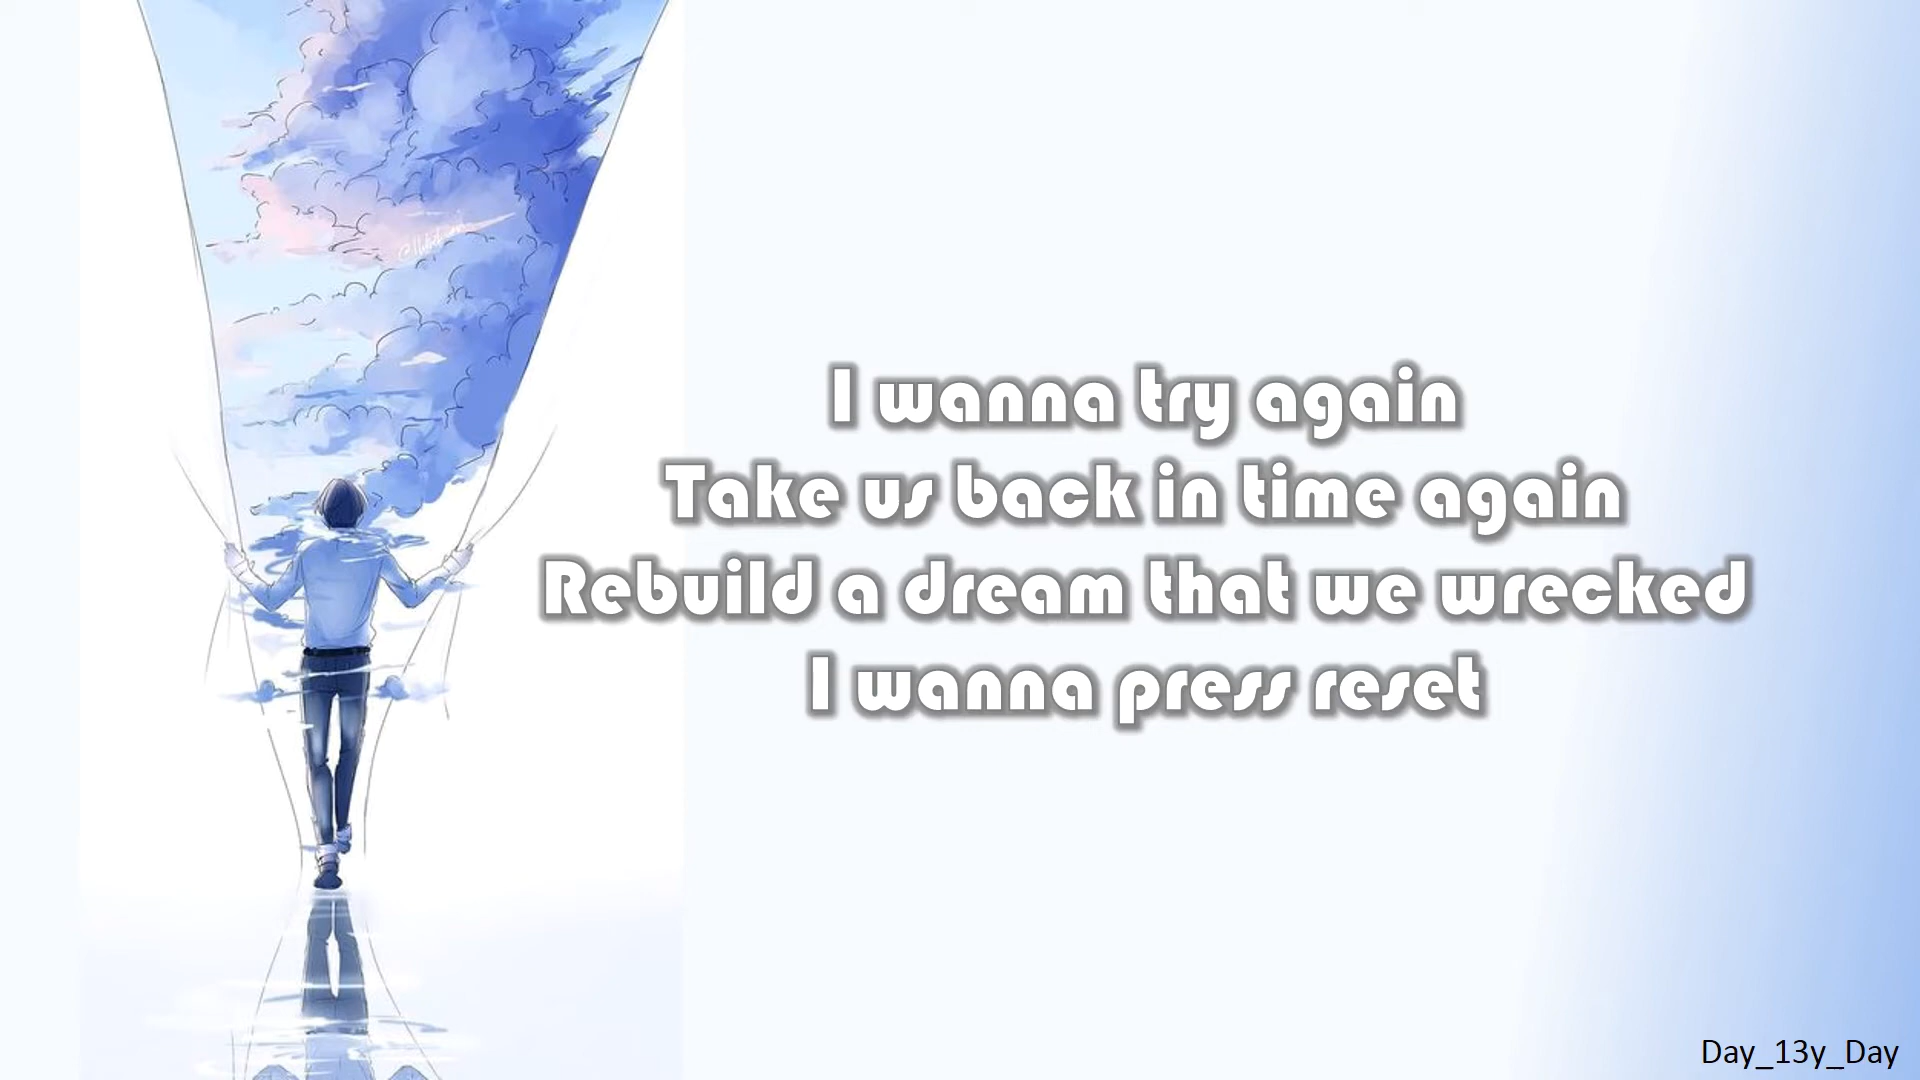 I wanna try again
Take us back in time again
Rebuild a dream that we wrecked
I wanna press reset
Day_13y_Day